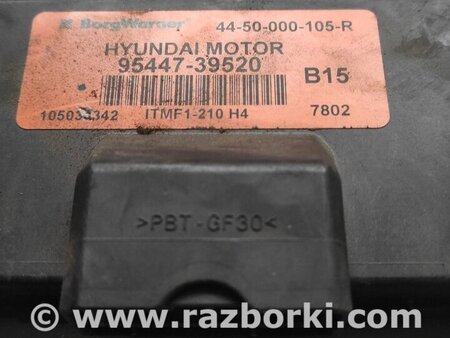 BorgWarner 44-50-000-105-R
HYUNDAI MOTOR
95447-39520 B15
105033342 ITMF1-210 H4 7802
>PBT-GF30<
© www.razborki.com